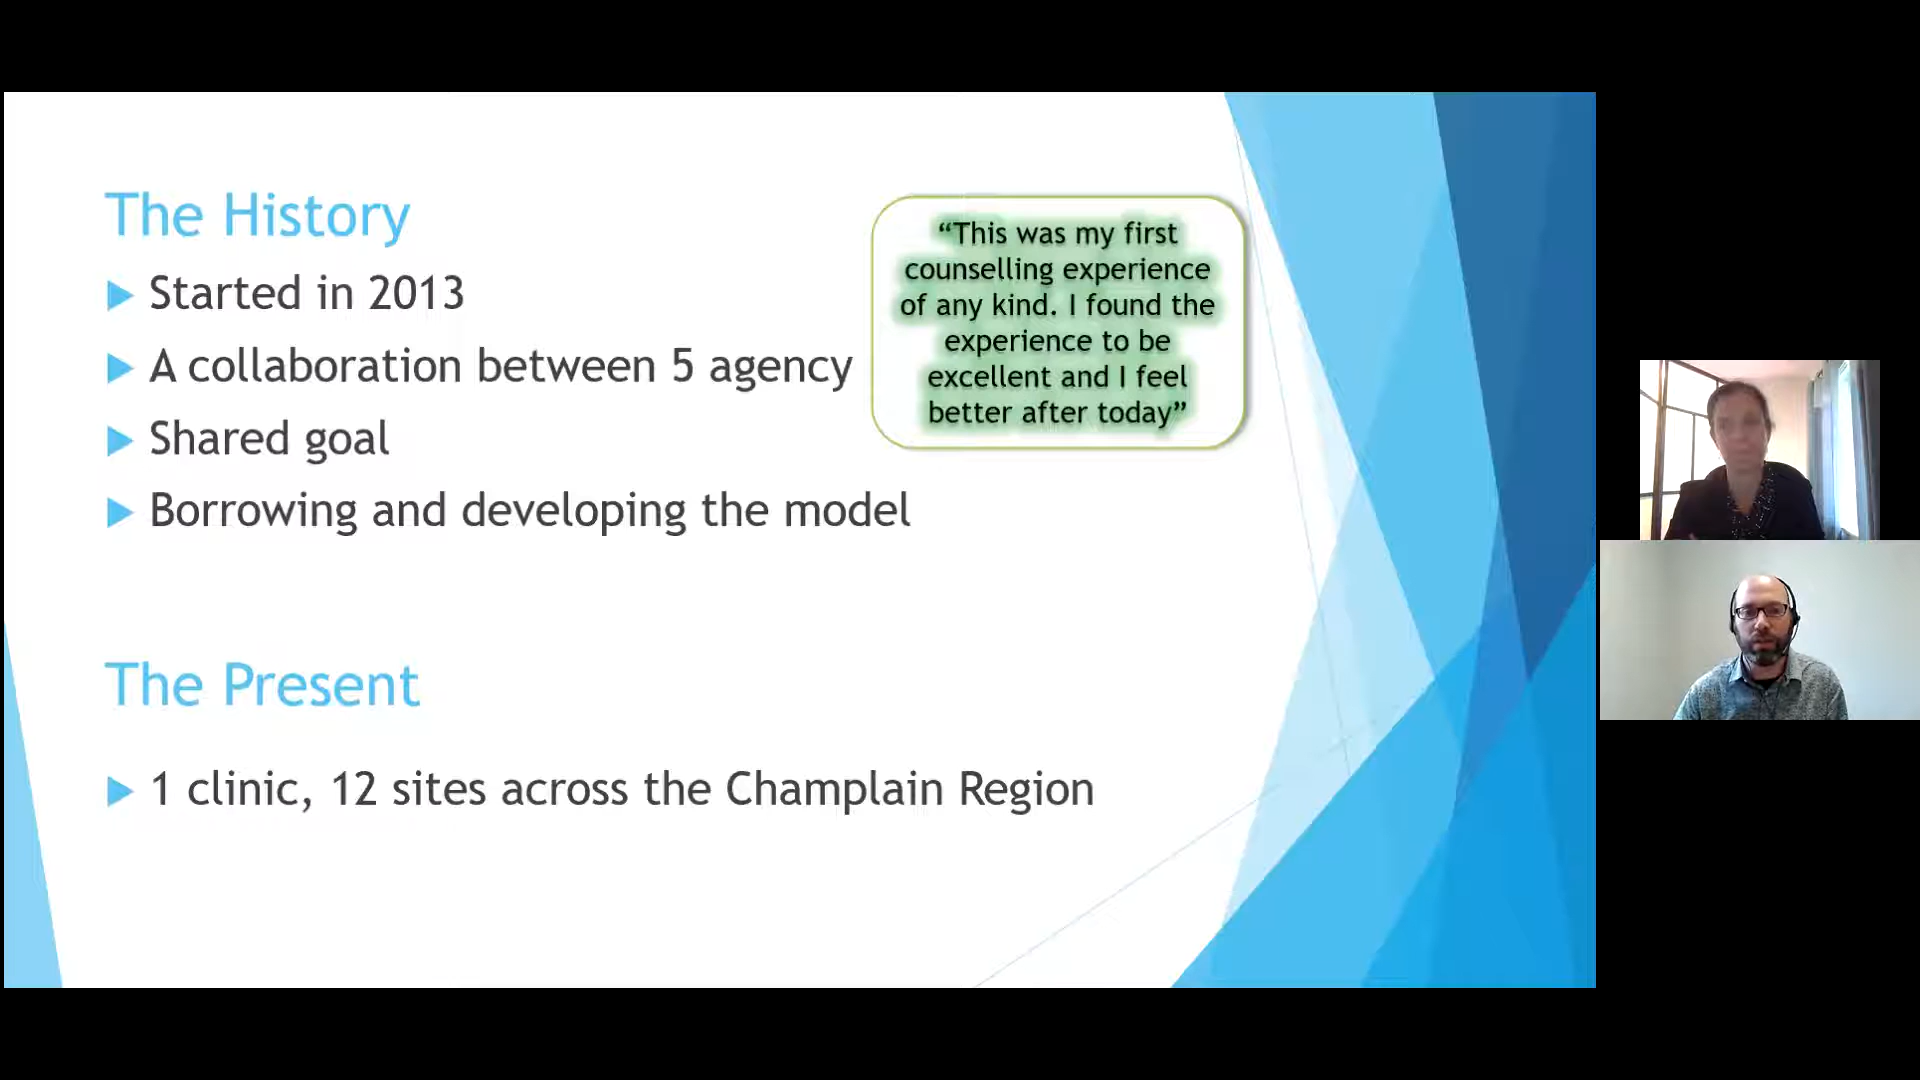 The History
Started in 2013
A collaboration between 5 agency
Shared goal
Borrowing and developing the model
“This was my first
counselling experience
of any kind. I found the
experience to be
excellent and I feel
better after today”
The Present
1 clinic, 12 sites across the Champlain Region